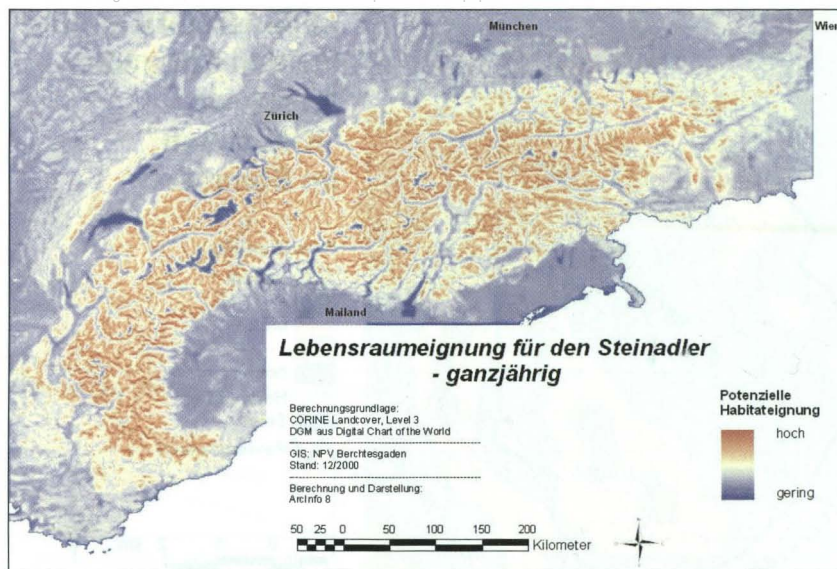 München
Wien
Zürich
Mailand
Lebensraumeignung für den Steinadler
- ganzjährig
Berechnungsgrundlage:
CORINE Landcover, Level 3
DGM aus Digital Chart of the World
GIS: NPV Berchtesgaden
Stand: 12/2000
Berechnung und Darstellung:
ArcInfo 8
Potenzielle
Habitateignung
hoch
gering
50 25 0 50 100 150 200
Kilometer